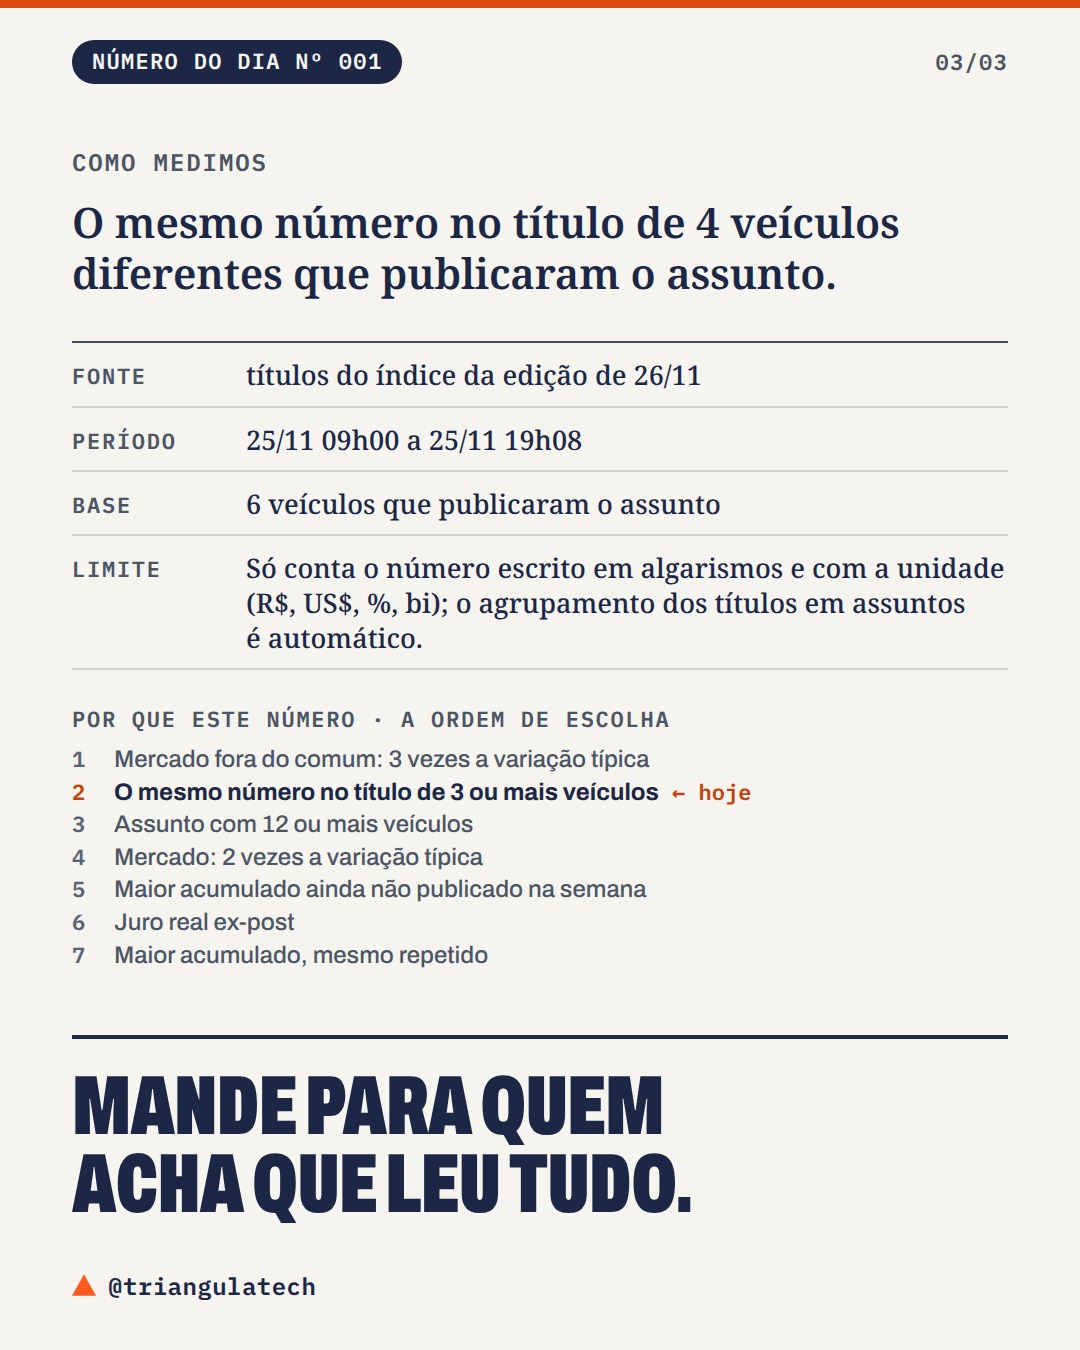 NÚMERO DO DIA Nº 001
03/03
COMO MEDIMOS
O mesmo número no título de 4 veículos
diferentes que publicaram o assunto.
FONTE títulos do índice da edição de 26/11
PERÍODO 25/11 09h00 a 25/11 19h08
BASE 6 veículos que publicaram o assunto
LIMITE Só conta o número escrito em algarismos e com a unidade
(R$, US$, %, bi); o agrupamento dos títulos em assuntos
é automático.
POR QUE ESTE NÚMERO · A ORDEM DE ESCOLHA
1 Mercado fora do comum: 3 vezes a variação típica
2 O mesmo número no título de 3 ou mais veículos ← hoje
3 Assunto com 12 ou mais veículos
4 Mercado: 2 vezes a variação típica
5 Maior acumulado ainda não publicado na semana
6 Juro real ex-post
7 Maior acumulado, mesmo repetido
MANDE PARA QUEM
ACHA QUE LEU TUDO.
@triangulatech